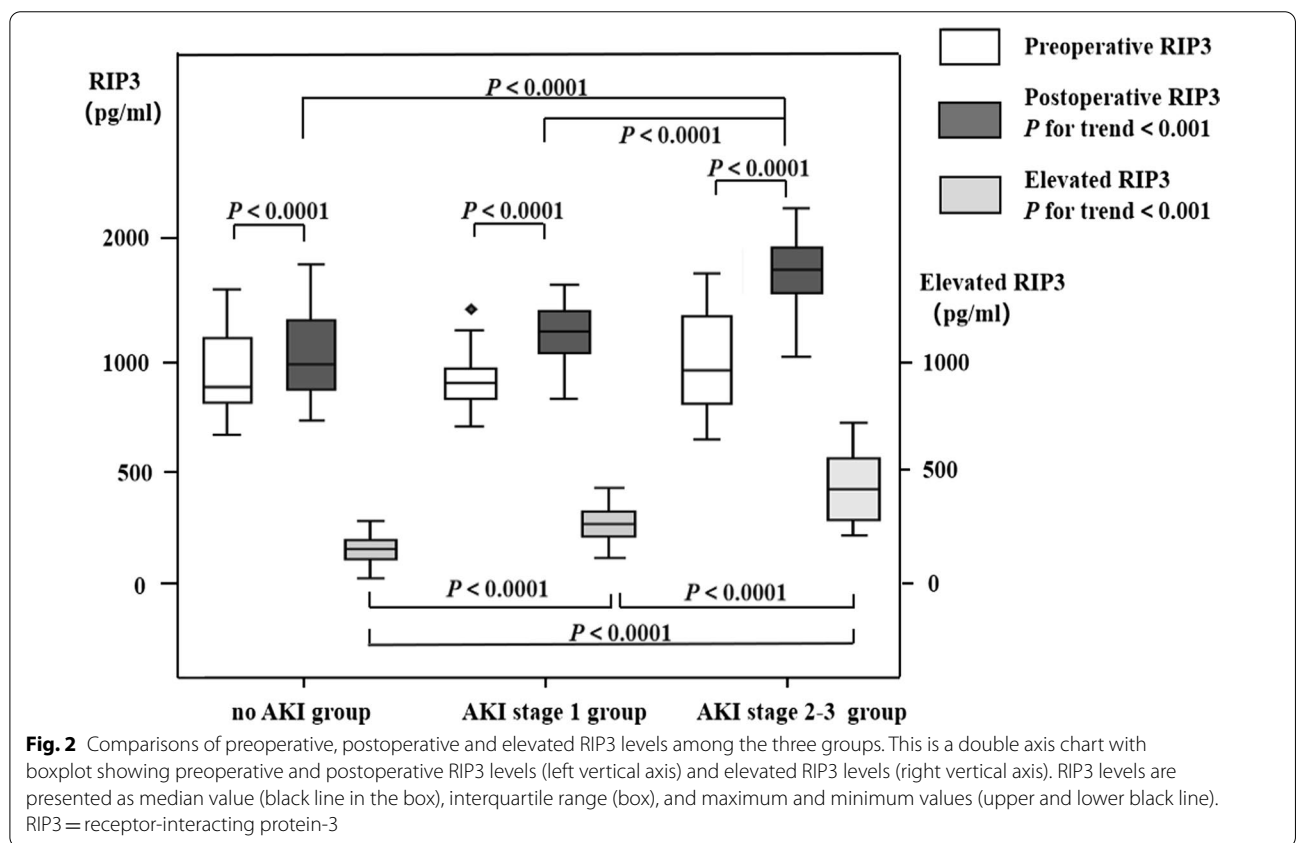 RIP3
(pg/ml)
P < 0.0001
P < 0.0001
P < 0.0001
P < 0.0001
P < 0.0001
2000
1000
500
0
Preoperative RIP3
Postoperative RIP3
P for trend < 0.001
Elevated RIP3
P for trend < 0.001
Elevated RIP3
(pg/ml)
1000
500
0
P < 0.0001
P < 0.0001
P < 0.0001
no AKI group
AKI stage 1 group
AKI stage 2-3 group
Fig. 2 Comparisons of preoperative, postoperative and elevated RIP3 levels among the three groups. This is a double axis chart with
boxplot showing preoperative and postoperative RIP3 levels (left vertical axis) and elevated RIP3 levels (right vertical axis). RIP3 levels are
presented as median value (black line in the box), interquartile range (box), and maximum and minimum values (upper and lower black line).
RIP3 = receptor-interacting protein-3